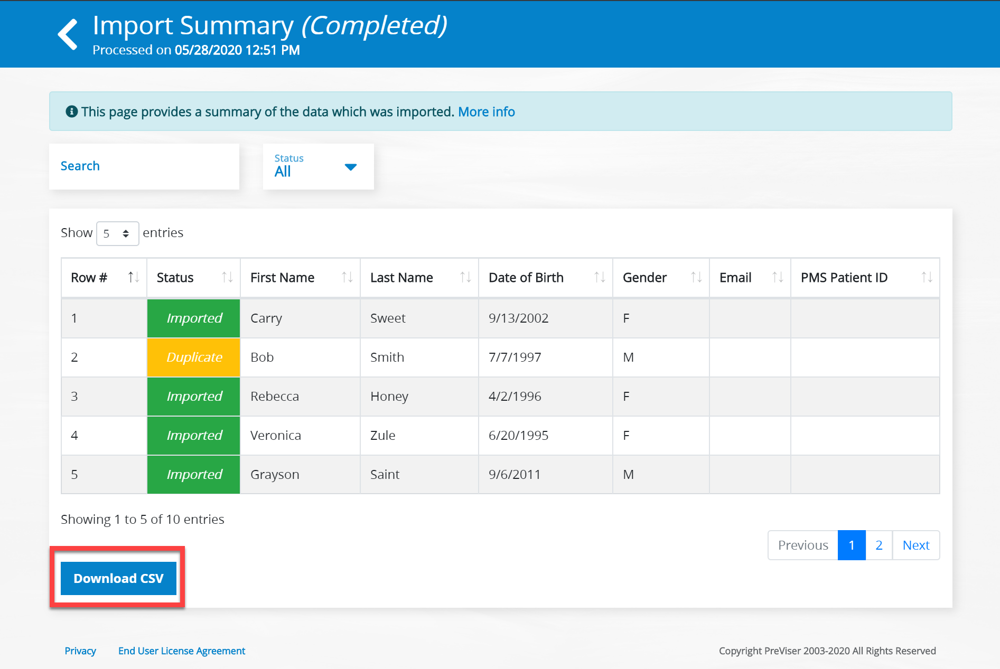 Import Summary (Completed)
Processed on 05/28/2020 12:51 PM
This page provides a summary of the data which was imported. More info
Search
Status
All
Show 5 entries
Row # Status First Name Last Name Date of Birth Gender Email PMS Patient ID
1 Imported Carry Sweet 9/13/2002 F
2 Duplicate Bob Smith 7/7/1997 M
3 Imported Rebecca Honey 4/2/1996 F
4 Imported Veronica Zule 6/20/1995 F
5 Imported Grayson Saint 9/6/2011 M
Showing 1 to 5 of 10 entries
Previous 1 2 Next
Download CSV
Privacy End User License Agreement Copyright PreViser 2003-2020 All Rights Reserved